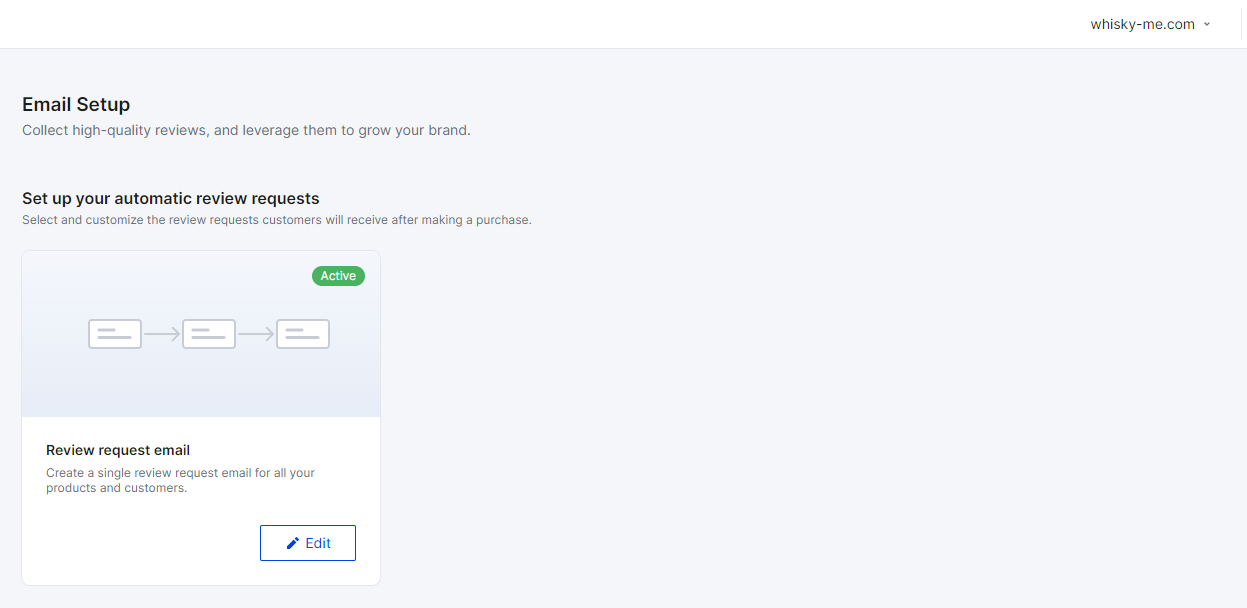 whisky-me.com
Email Setup
Collect high-quality reviews, and leverage them to grow your brand.
Set up your automatic review requests
Select and customize the review requests customers will receive after making a purchase.
Active
Review request email
Create a single review request email for all your
products and customers.
Edit